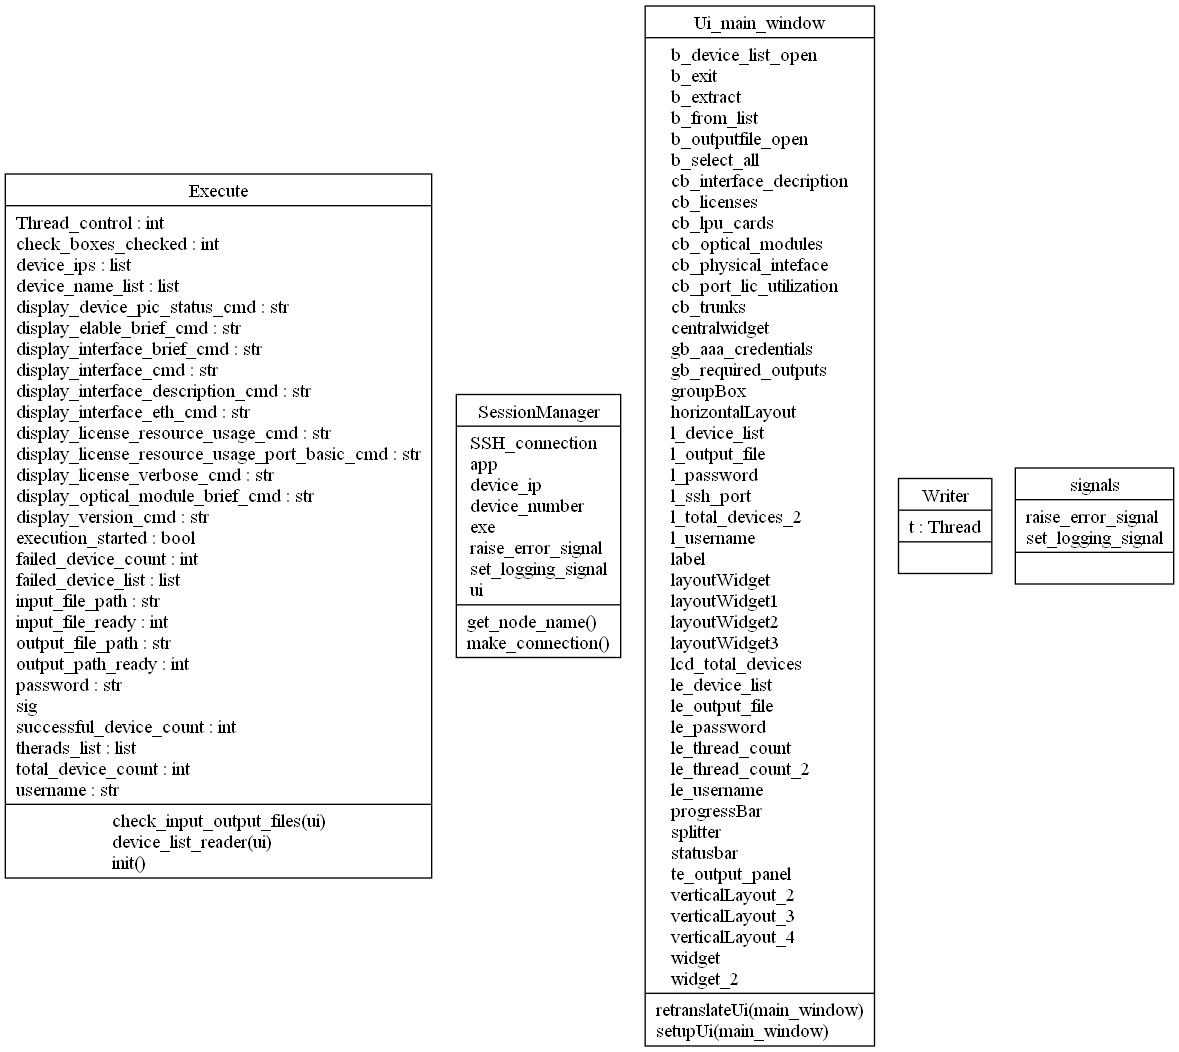 Execute
Thread_control : int
check_boxes_checked : int
device_ips : list
device_name_list : list
display_device_pic_status_cmd : str
display_elable_brief_cmd : str
display_interface_brief_cmd : str
display_interface_cmd : str
display_interface_description_cmd : str
display_interface_eth_cmd : str
display_license_resource_usage_cmd : str
display_license_resource_usage_port_basic_cmd : str
display_license_verbose_cmd : str
display_optical_module_brief_cmd : str
display_version_cmd : str
execution_started : bool
failed_device_count : int
failed_device_list : list
input_file_path : str
input_file_ready : int
output_file_path : str
output_path_ready : int
password : str
sig
successful_device_count : int
therads_list : list
total_device_count : int
username : str
check_input_output_files(ui)
device_list_reader(ui)
init()
SessionManager
SSH_connection
app
device_ip
device_number
exe
raise_error_signal
set_logging_signal
ui
get_node_name()
make_connection()
Ui_main_window
b_device_list_open
b_exit
b_extract
b_from_list
b_outputfile_open
b_select_all
cb_interface_decription
cb_licenses
cb_lpu_cards
cb_optical_modules
cb_physical_inteface
cb_port_lic_utilization
cb_trunks
centralwidget
gb_aaa_credentials
gb_required_outputs
groupBox
horizontalLayout
l_device_list
l_output_file
l_password
l_ssh_port
l_total_devices_2
l_username
label
layoutWidget
layoutWidget1
layoutWidget2
layoutWidget3
lcd_total_devices
le_device_list
le_output_file
le_password
le_thread_count
le_thread_count_2
le_username
progressBar
splitter
statusbar
te_output_panel
verticalLayout_2
verticalLayout_3
verticalLayout_4
widget
widget_2
retranslateUi(main_window)
setupUi(main_window)
Writer
t : Thread
signals
raise_error_signal
set_logging_signal